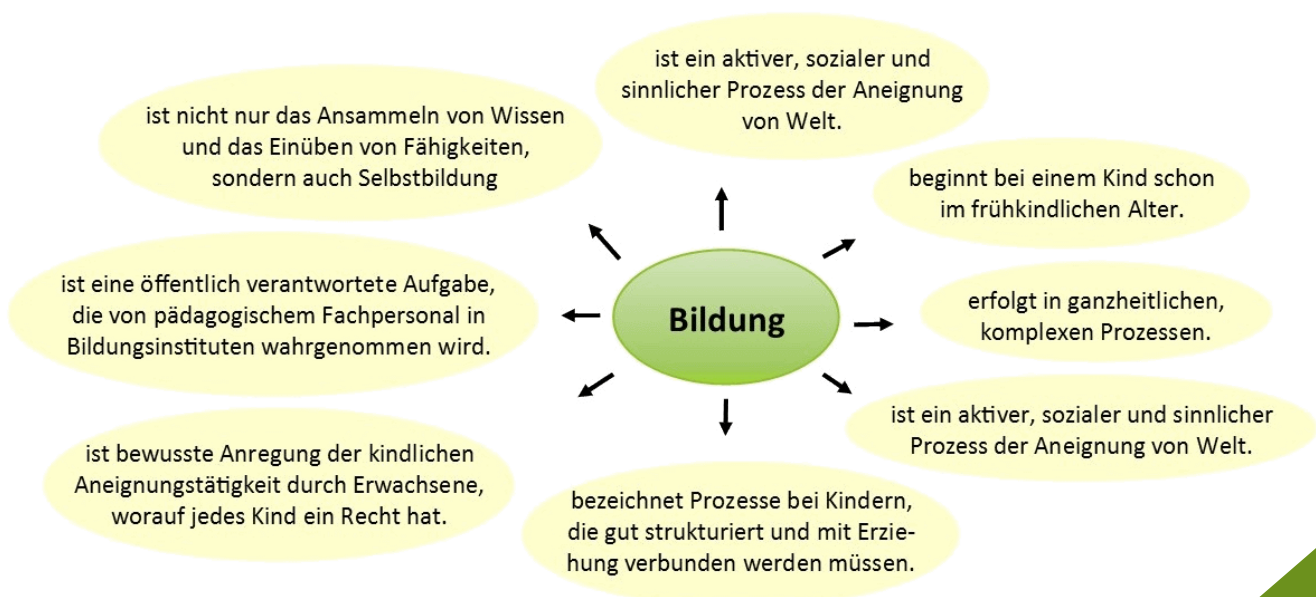 ist ein aktiver, sozialer und
sinnlicher Prozess der Aneignung
von Welt.
ist nicht nur das Ansammeln von Wissen
und das Einüben von Fähigkeiten,
sondern auch Selbstbildung
beginnt bei einem Kind schon
im frühkindlichen Alter.
ist eine öffentlich verantwortete Aufgabe,
die von pädagogischem Fachpersonal in
Bildungsinstituten wahrgenommen wird.
Bildung
erfolgt in ganzheitlichen,
komplexen Prozessen.
ist ein aktiver, sozialer und sinnlicher
Prozess der Aneignung von Welt.
ist bewusste Anregung der kindlichen
Aneignungstätigkeit durch Erwachsene,
worauf jedes Kind ein Recht hat.
bezeichnet Prozesse bei Kindern,
die gut strukturiert und mit Erzie-
hung verbunden werden müssen.